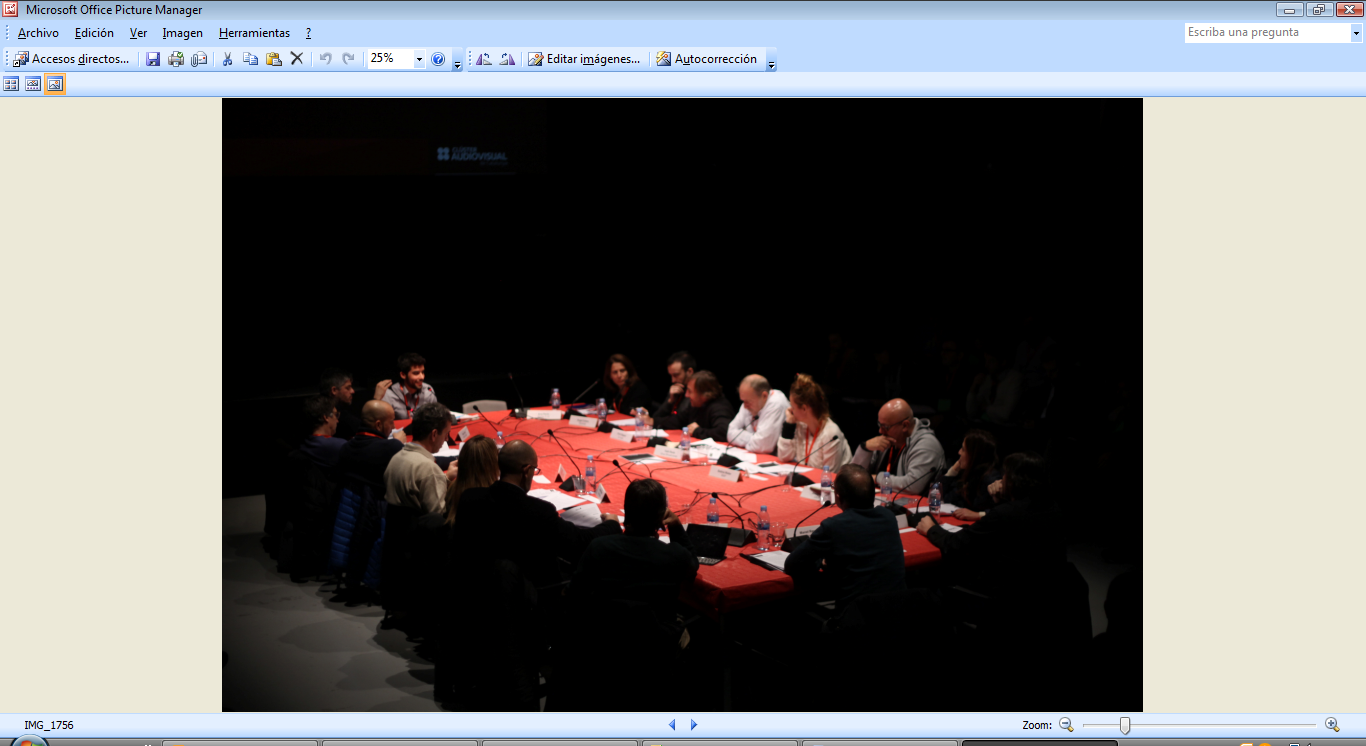 Microsoft Office Picture Manager
Archivo Edición Ver Imagen Herramientas ?
Escriba una pregunta
Accesos directos... 25% Editar imágenes... Autocorrección
CLÚSTER
AUDIOVISUAL
IMG_1756
Zoom: